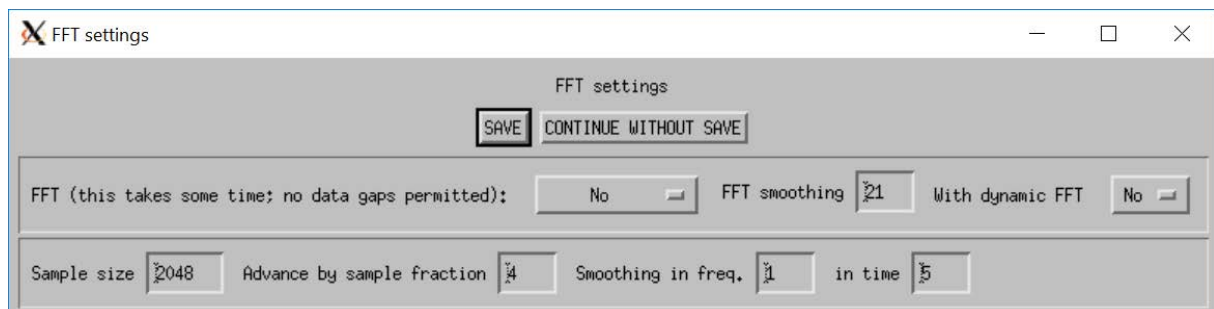 FFT settings
FFT settings
SAVE CONTINUE WITHOUT SAVE
FFT (this takes some time; no data gaps permitted): No FFT smoothing 21 With dynamic FFT No
Sample size 2048 Advance by sample fraction 4 Smoothing in freq. 1 in time 5